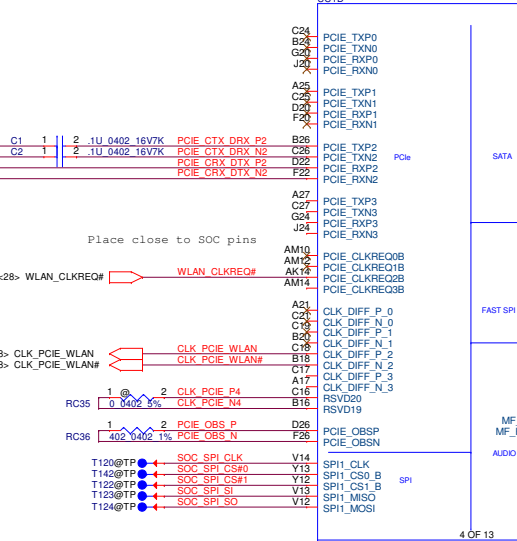 C24 PCIE_TXP0
B24 PCIE_TXN0
G20 PCIE_RXP0
J20 PCIE_RXN0
A25 PCIE_TXP1
C25 PCIE_TXN1
D20 PCIE_RXP1
F20 PCIE_RXN1
C1 1 2 .1U_0402_16V7K PCIE_CTX_DRX_P2 B26 PCIE_TXP2
C2 1 2 .1U_0402_16V7K PCIE_CTX_DRX_N2 C26 PCIE_TXN2 PCIe SATA
PCIE_CRX_DTX_P2 D22 PCIE_RXP2
PCIE_CRX_DTX_N2 F22 PCIE_RXN2
A27 PCIE_TXP3
C27 PCIE_TXN3
G24 PCIE_RXP3
J24 PCIE_RXN3
Place close to SOC pins
AM10 PCIE_CLKREQ0B
AM12 PCIE_CLKREQ1B
<28> WLAN_CLKREQ# WLAN_CLKREQ# AK14 PCIE_CLKREQ2B
AM14 PCIE_CLKREQ3B
A21 CLK_DIFF_P_0 FAST SPI
C21 CLK_DIFF_N_0
C19 CLK_DIFF_P_1
B20 CLK_DIFF_N_1
8> CLK_PCIE_WLAN CLK_PCIE_WLAN C18 CLK_DIFF_P_2
8> CLK_PCIE_WLAN# CLK_PCIE_WLAN# B18 CLK_DIFF_N_2
C17 CLK_DIFF_P_3
A17 CLK_DIFF_N_3
1 @ 2 CLK_PCIE_P4 C16 RSVD20
RC35 0_0402_5% CLK_PCIE_N4 B16 RSVD19
1 2 PCIE_OBS_P D26 PCIE_OBSP
RC36 402_0402_1% PCIE_OBS_N F26 PCIE_OBSN
AUDIO
T120@TP SOC_SPI_CLK V14 SPI1_CLK
T142@TP SOC_SPI_CS#0 Y13 SPI1_CS0_B
T122@TP SOC_SPI_CS#1 Y12 SPI1_CS1_B SPI
T123@TP SOC_SPI_SI V13 SPI1_MISO
T124@TP SOC_SPI_SO V12 SPI1_MOSI
4 OF 13